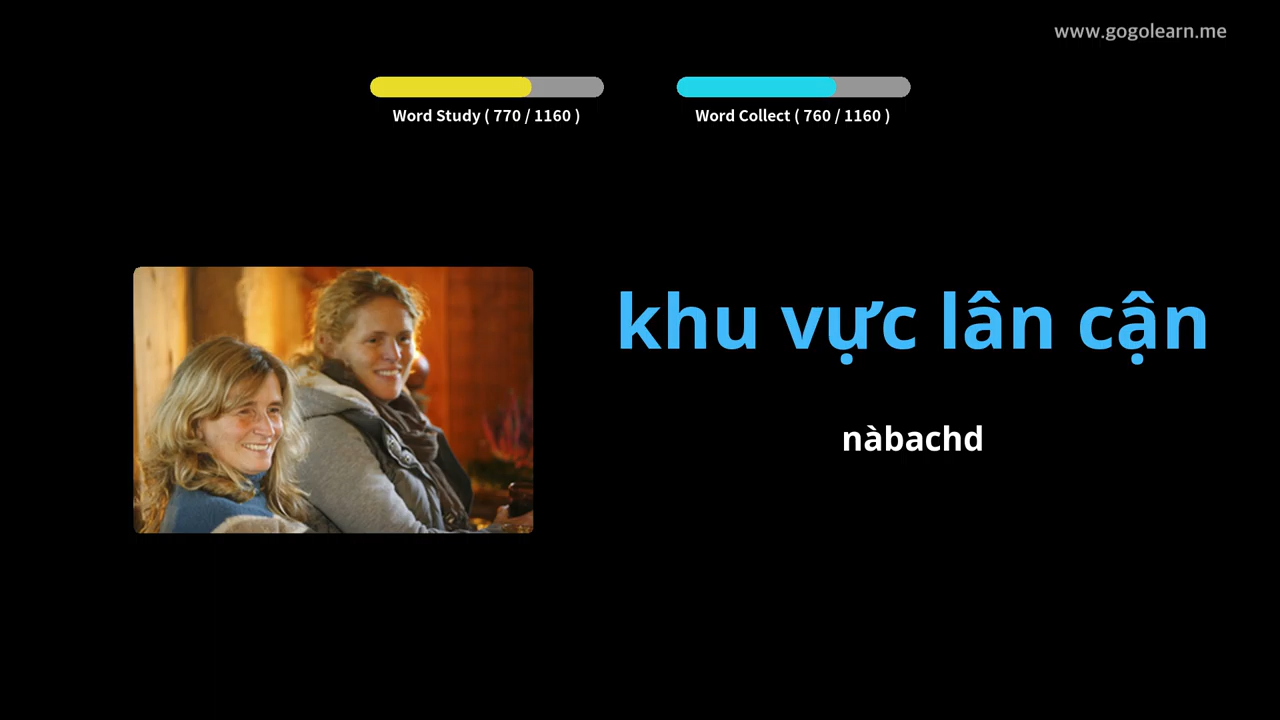 www.gogolearn.me
Word Study ( 770 / 1160 )
Word Collect ( 760 / 1160 )
khu vực lân cận
nàbachd